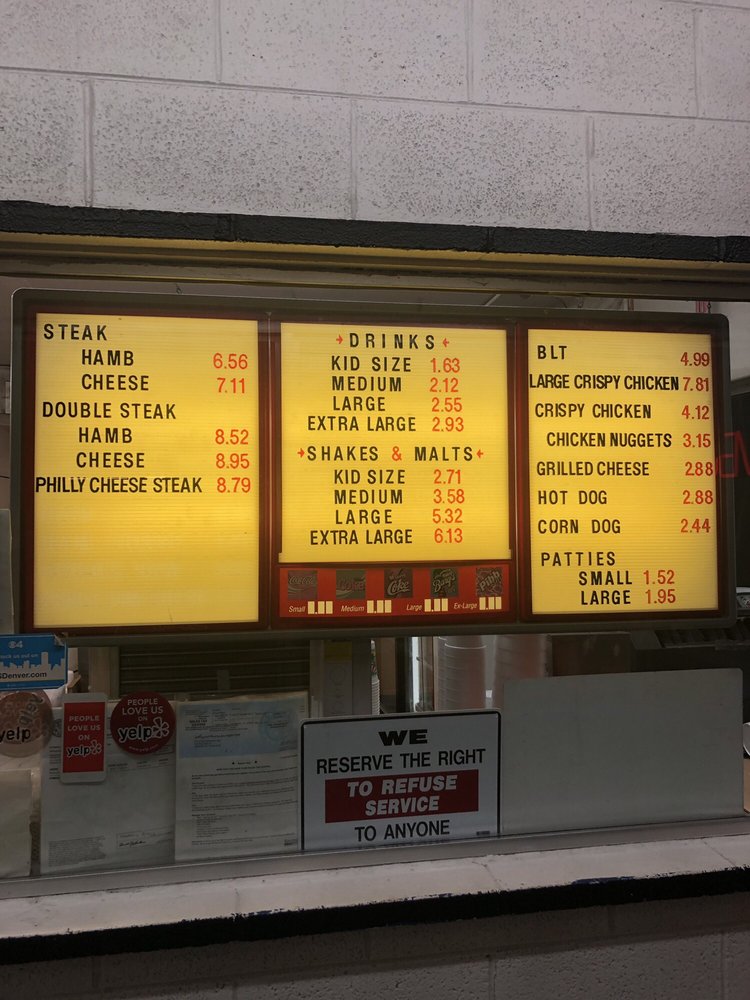 STEAK
HAMB 6.56
CHEESE 7.11
DOUBLE STEAK
HAMB 8.52
CHEESE 8.95
PHILLY CHEESE STEAK 8.79
DRINKS
KID SIZE 1.63
MEDIUM 2.12
LARGE 2.55
EXTRA LARGE 2.93
SHAKES & MALTS
KID SIZE 2.71
MEDIUM 3.58
LARGE 5.32
EXTRA LARGE 6.13
Coke
Barq's
Pibb
Small Medium Large Ex-Large
BLT 4.99
LARGE CRISPY CHICKEN 7.81
CRISPY CHICKEN 4.12
CHICKEN NUGGETS 3.15
GRILLED CHEESE 2.88
HOT DOG 2.88
CORN DOG 2.44
PATTIES
SMALL 1.52
LARGE 1.95
Denver.com
yelp
PEOPLE
LOVE US
ON
yelp
PEOPLE
LOVE US
ON
yelp
WE
RESERVE THE RIGHT
TO REFUSE
SERVICE
TO ANYONE